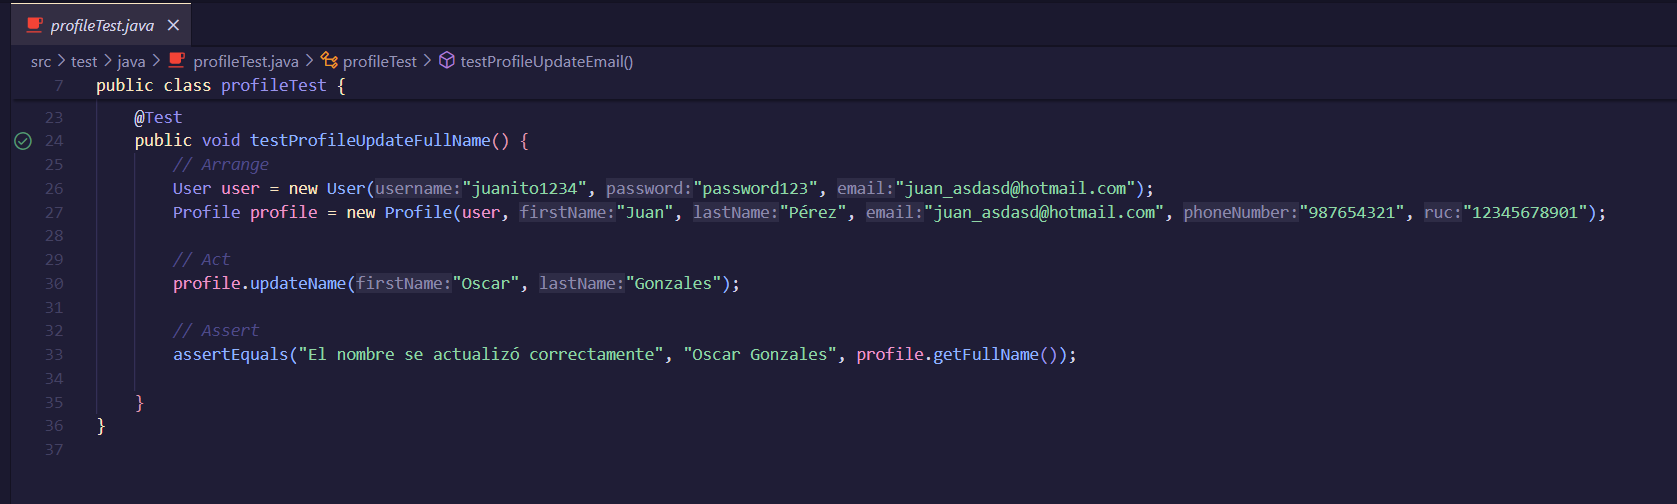 profileTest.java
src > test > java > profileTest.java > profileTest > testProfileUpdateEmail()
7 public class profileTest {
23 @Test
24 public void testProfileUpdateFullName() {
25 // Arrange
26 User user = new User(username:"juanito1234", password:"password123", email:"juan_asdasd@hotmail.com");
27 Profile profile = new Profile(user, firstName:"Juan", lastName:"Pérez", email:"juan_asdasd@hotmail.com", phoneNumber:"987654321", ruc:"12345678901");
28
29 // Act
30 profile.updateName(firstName:"Oscar", lastName:"Gonzales");
31
32 // Assert
33 assertEquals("El nombre se actualizó correctamente", "Oscar Gonzales", profile.getFullName());
34
35 }
36 }
37